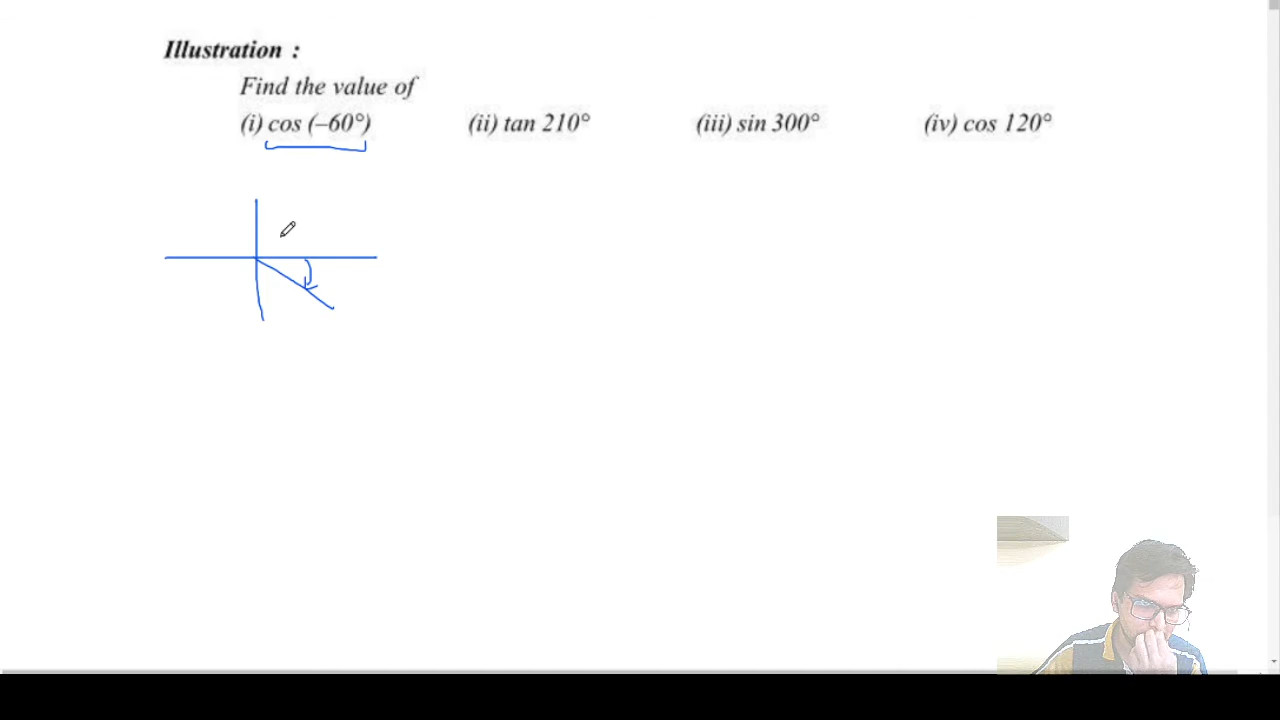 Illustration :
Find the value of
(i) cos (–60°) (ii) tan 210° (iii) sin 300° (iv) cos 120°